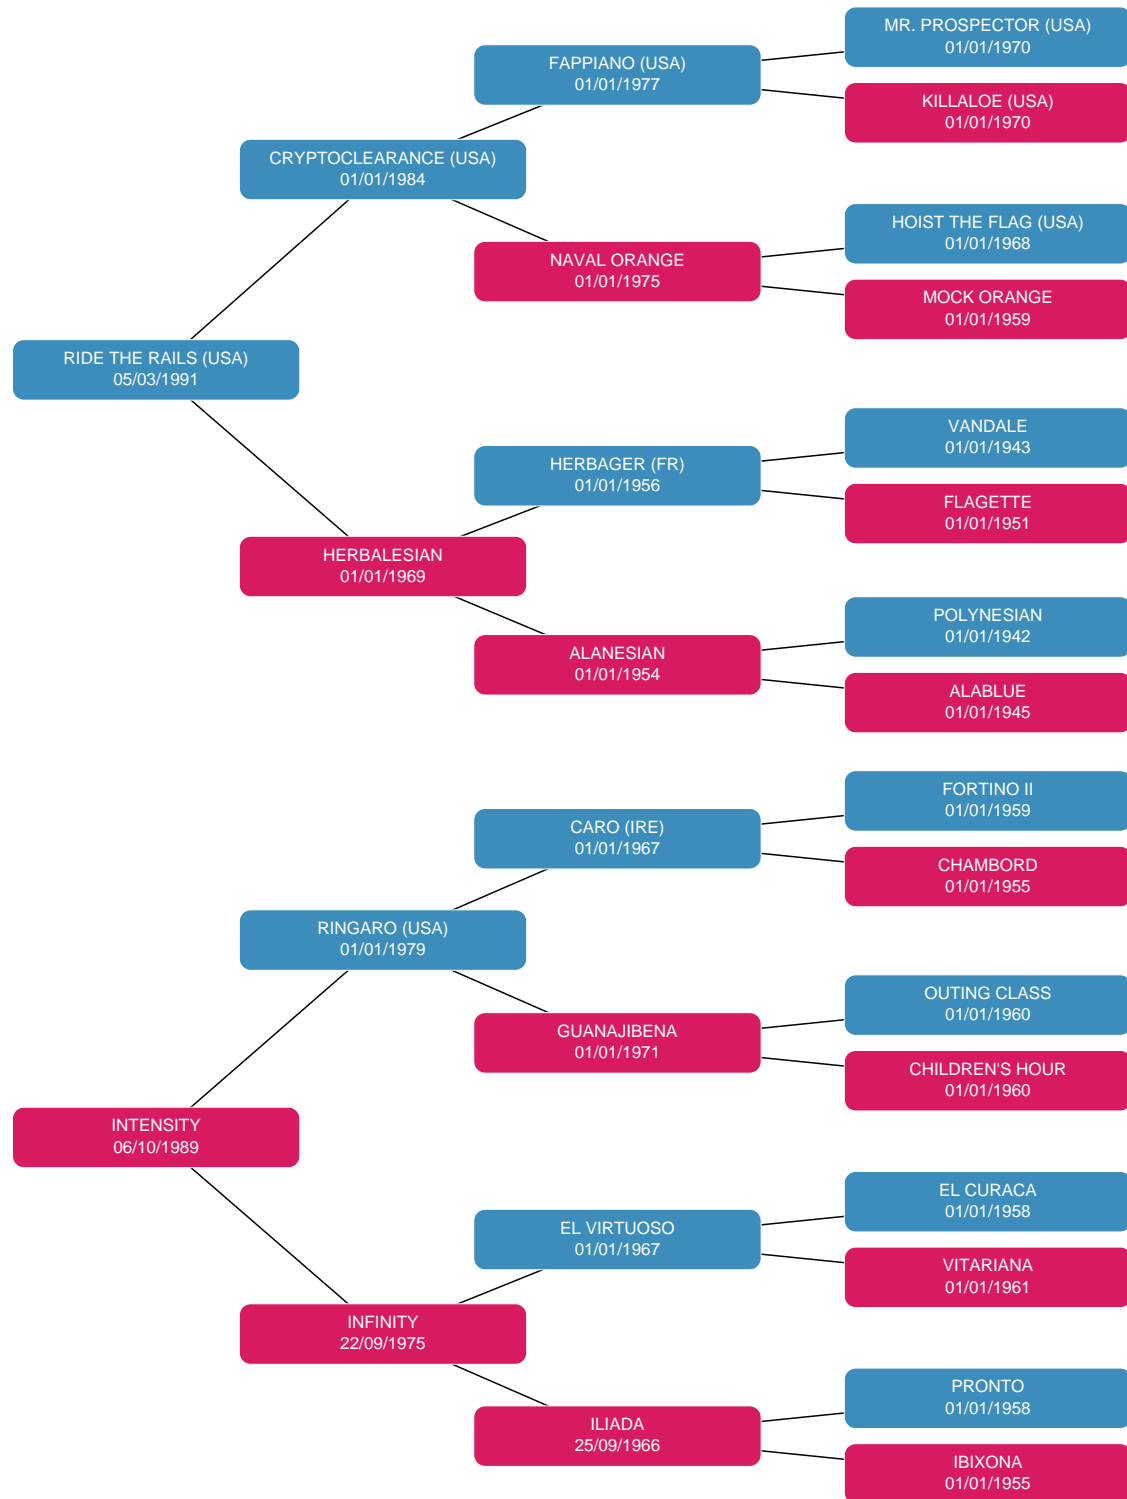 MR. PROSPECTOR (USA)
01/01/1970
FAPPIANO (USA)
01/01/1977
KILLALOE (USA)
01/01/1970
CRYPTOCLEARANCE (USA)
01/01/1984
HOIST THE FLAG (USA)
01/01/1968
NAVAL ORANGE
01/01/1975
MOCK ORANGE
01/01/1959
RIDE THE RAILS (USA)
05/03/1991
VANDALE
01/01/1943
HERBAGER (FR)
01/01/1956
FLAGETTE
01/01/1951
HERBALESIAN
01/01/1969
POLYNESIAN
01/01/1942
ALANESIAN
01/01/1954
ALABLUE
01/01/1945
FORTINO II
01/01/1959
CARO (IRE)
01/01/1967
CHAMBORD
01/01/1955
RINGARO (USA)
01/01/1979
OUTING CLASS
01/01/1960
GUANAJIBENA
01/01/1971
CHILDREN'S HOUR
01/01/1960
INTENSITY
06/10/1989
EL CURACA
01/01/1958
EL VIRTUOSO
01/01/1967
VITARIANA
01/01/1961
INFINITY
22/09/1975
PRONTO
01/01/1958
ILIADA
25/09/1966
IBIXONA
01/01/1955